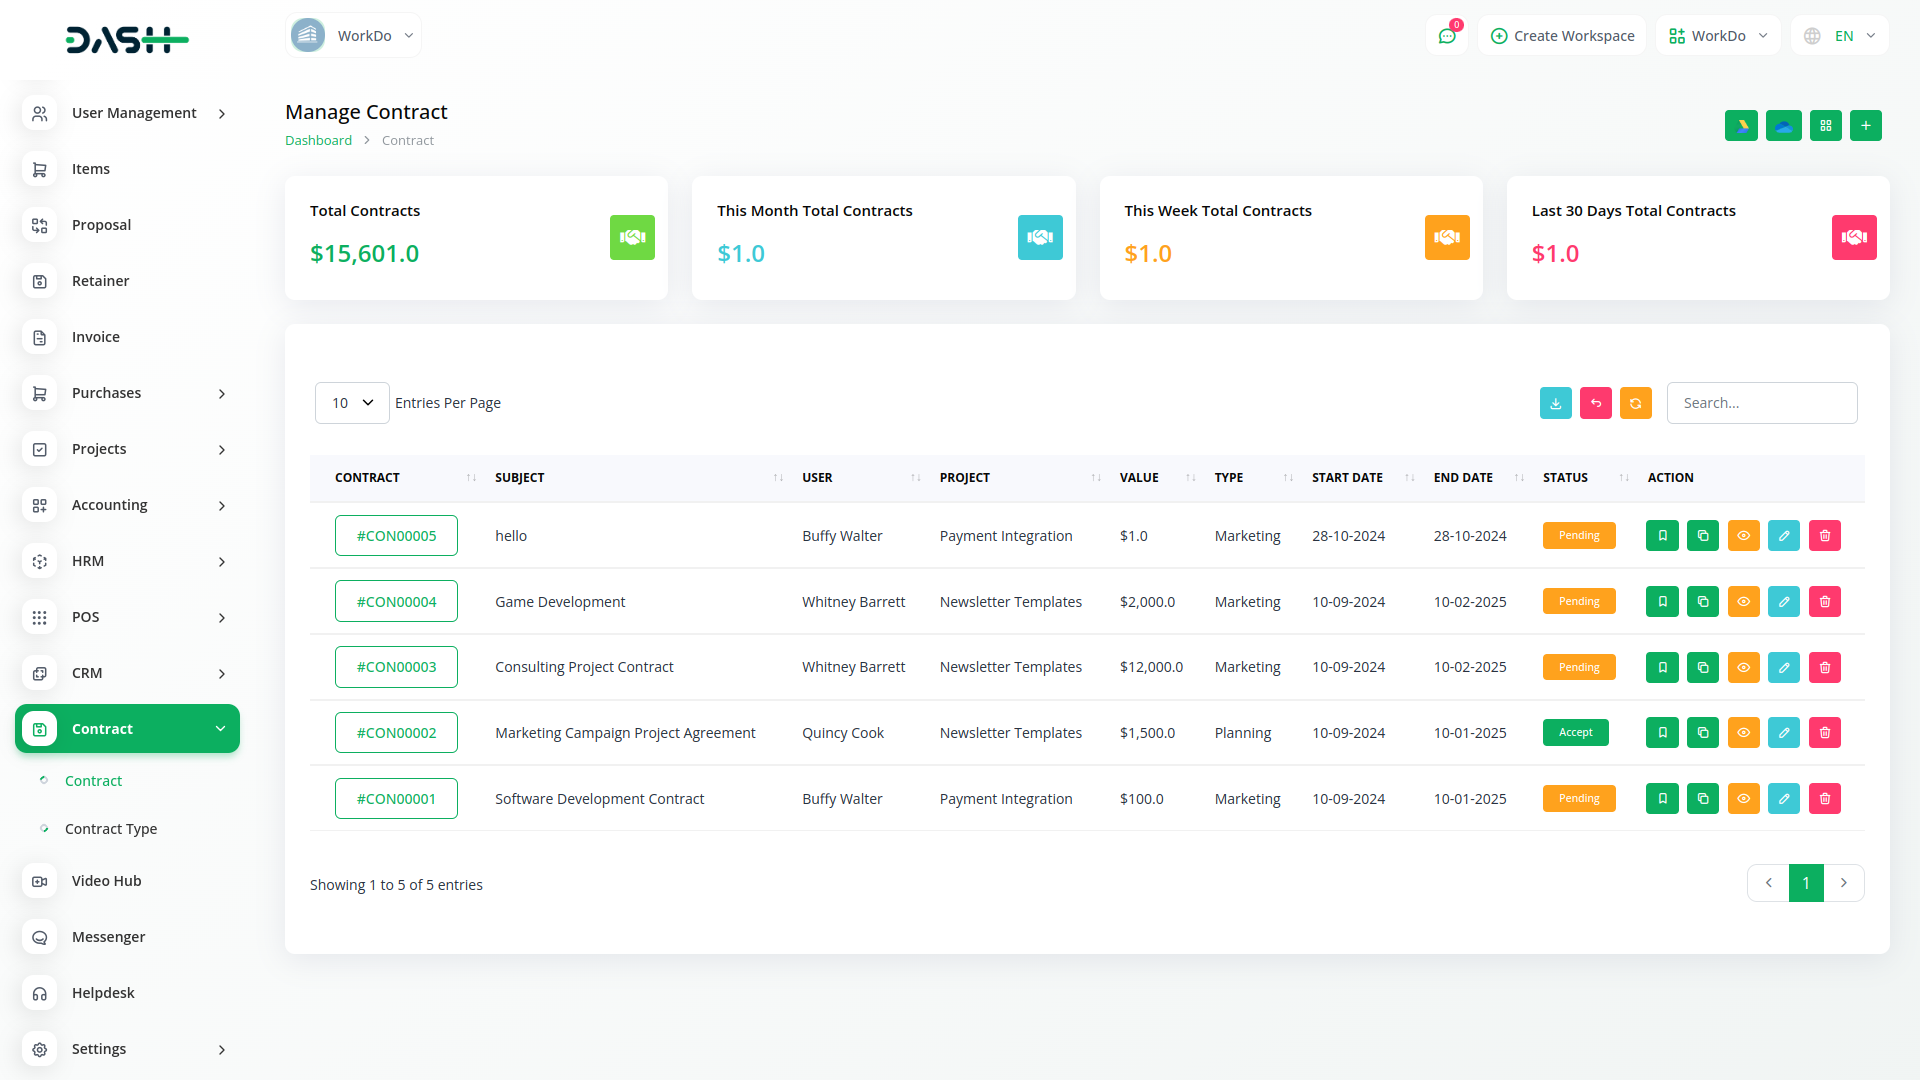 DASH
WorkDo
0
Create Workspace
WorkDo
EN
User Management
Items
Proposal
Retainer
Invoice
Purchases
Projects
Accounting
HRM
POS
CRM
Contract
Contract
Contract Type
Video Hub
Messenger
Helpdesk
Settings
Manage Contract
Dashboard > Contract
Total Contracts
$15,601.0
This Month Total Contracts
$1.0
This Week Total Contracts
$1.0
Last 30 Days Total Contracts
$1.0
10 Entries Per Page
Search...
CONTRACT SUBJECT USER PROJECT VALUE TYPE START DATE END DATE STATUS ACTION
#CON00005 hello Buffy Walter Payment Integration $1.0 Marketing 28-10-2024 28-10-2024 Pending
#CON00004 Game Development Whitney Barrett Newsletter Templates $2,000.0 Marketing 10-09-2024 10-02-2025 Pending
#CON00003 Consulting Project Contract Whitney Barrett Newsletter Templates $12,000.0 Marketing 10-09-2024 10-02-2025 Pending
#CON00002 Marketing Campaign Project Agreement Quincy Cook Newsletter Templates $1,500.0 Planning 10-09-2024 10-01-2025 Accept
#CON00001 Software Development Contract Buffy Walter Payment Integration $100.0 Marketing 10-09-2024 10-01-2025 Pending
Showing 1 to 5 of 5 entries
1